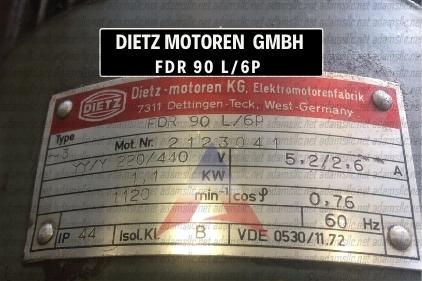 DIETZ MOTOREN GMBH
FDR 90 L/6P
DIETZ Dietz-motoren KG, Elektromotorenfabrik
7311 Dettingen-Teck, West-Germany
Type FDR 90 L/6P
~3 Mot. Nr. 2123041
YY/Y 220/440 V 5,2/2,6 A
1,1 KW
1120 min⁻¹ cos φ 0,76
60 Hz
IP 44 Isol.Kl. B VDE 0530/11.72